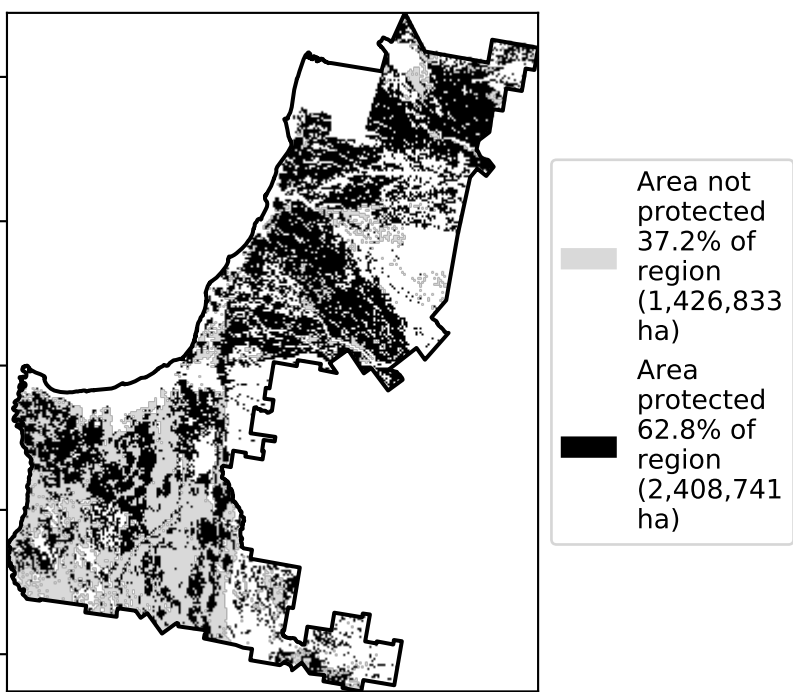 Area not
protected
37.2% of
region
(1,426,833
ha)
Area
protected
62.8% of
region
(2,408,741
ha)